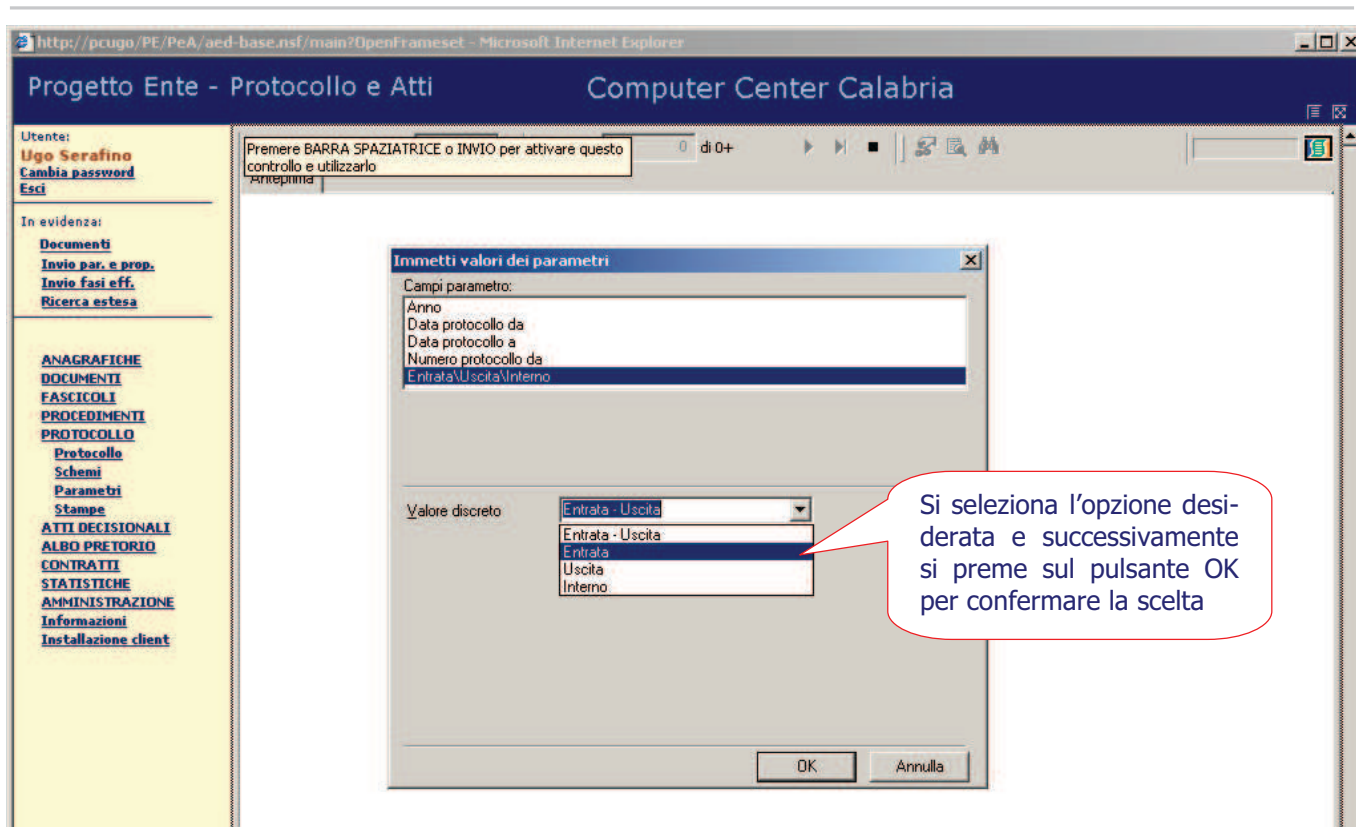 http://pcugo/PE/PeA/aed-base.nsf/main?OpenFrameset - Microsoft Internet Explorer
Progetto Ente - Protocollo e Atti
Computer Center Calabria
Utente:
Ugo Serafino
Cambia password
Esci
In evidenza:
Documenti
Invio par. e prop.
Invio fasi eff.
Ricerca estesa
ANAGRAFICHE
DOCUMENTI
FASCICOLI
PROCEDIMENTI
PROTOCOLLO
Protocollo
Schemi
Parametri
Stampe
ATTI DECISIONALI
ALBO PRETORIO
CONTRATTI
STATISTICHE
AMMINISTRAZIONE
Informazioni
Installazione client
Premere BARRA SPAZIATRICE o INVIO per attivare questo
controllo e utilizzarlo
0 di 0+
Anteprima
Immetti valori dei parametri
Campi parametro:
Anno
Data protocollo da
Data protocollo a
Numero protocollo da
Entrata\Uscita\Interno
Valore discreto
Entrata - Uscita
Entrata - Uscita
Entrata
Uscita
Interno
Si seleziona l’opzione desi-
derata e successivamente
si preme sul pulsante OK
per confermare la scelta
OK
Annulla